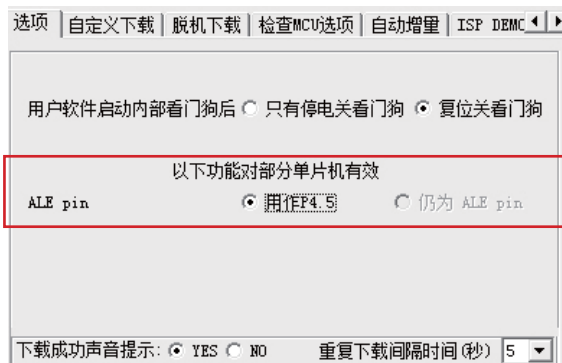 选项 自定义下载 脱机下载 检查MCU选项 自动增量 ISP DEMO
用户软件启动内部看门狗后 只有停电关看门狗 复位关看门狗
以下功能对部分单片机有效
ALE pin 用作P4.5 仍为 ALE pin
下载成功声音提示: YES NO 重复下载间隔时间(秒) 5